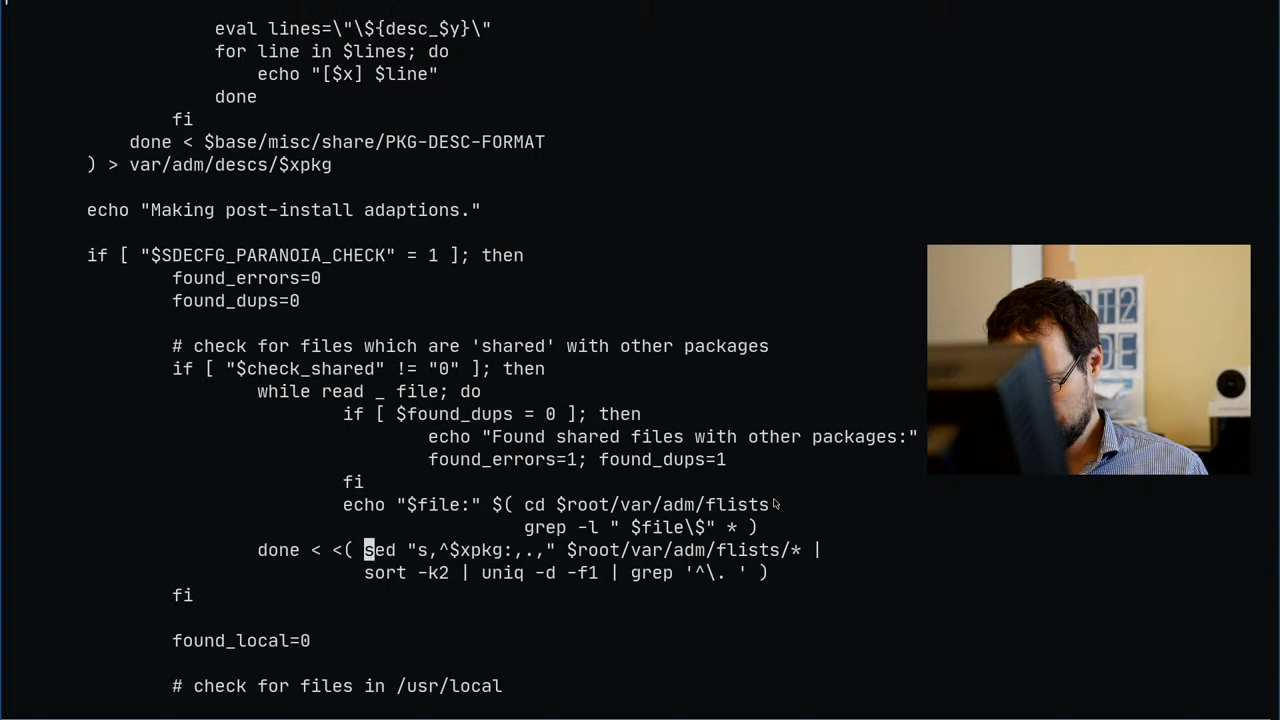 eval lines=\"\${desc_$y}\"
for line in $lines; do
echo "[$x] $line"
done
fi
done < $base/misc/share/PKG-DESC-FORMAT
) > var/adm/descs/$xpkg
echo "Making post-install adaptions."
if [ "$SDECFG_PARANOIA_CHECK" = 1 ]; then
found_errors=0
found_dups=0
# check for files which are 'shared' with other packages
if [ "$check_shared" != "0" ]; then
while read _ file; do
if [ $found_dups = 0 ]; then
echo "Found shared files with other packages:"
found_errors=1; found_dups=1
fi
echo "$file:" $( cd $root/var/adm/flists
grep -l " $file\$" * )
done < <( sed "s,^$xpkg:,.," $root/var/adm/flists/* |
sort -k2 | uniq -d -f1 | grep '^\. ' )
fi
found_local=0
# check for files in /usr/local